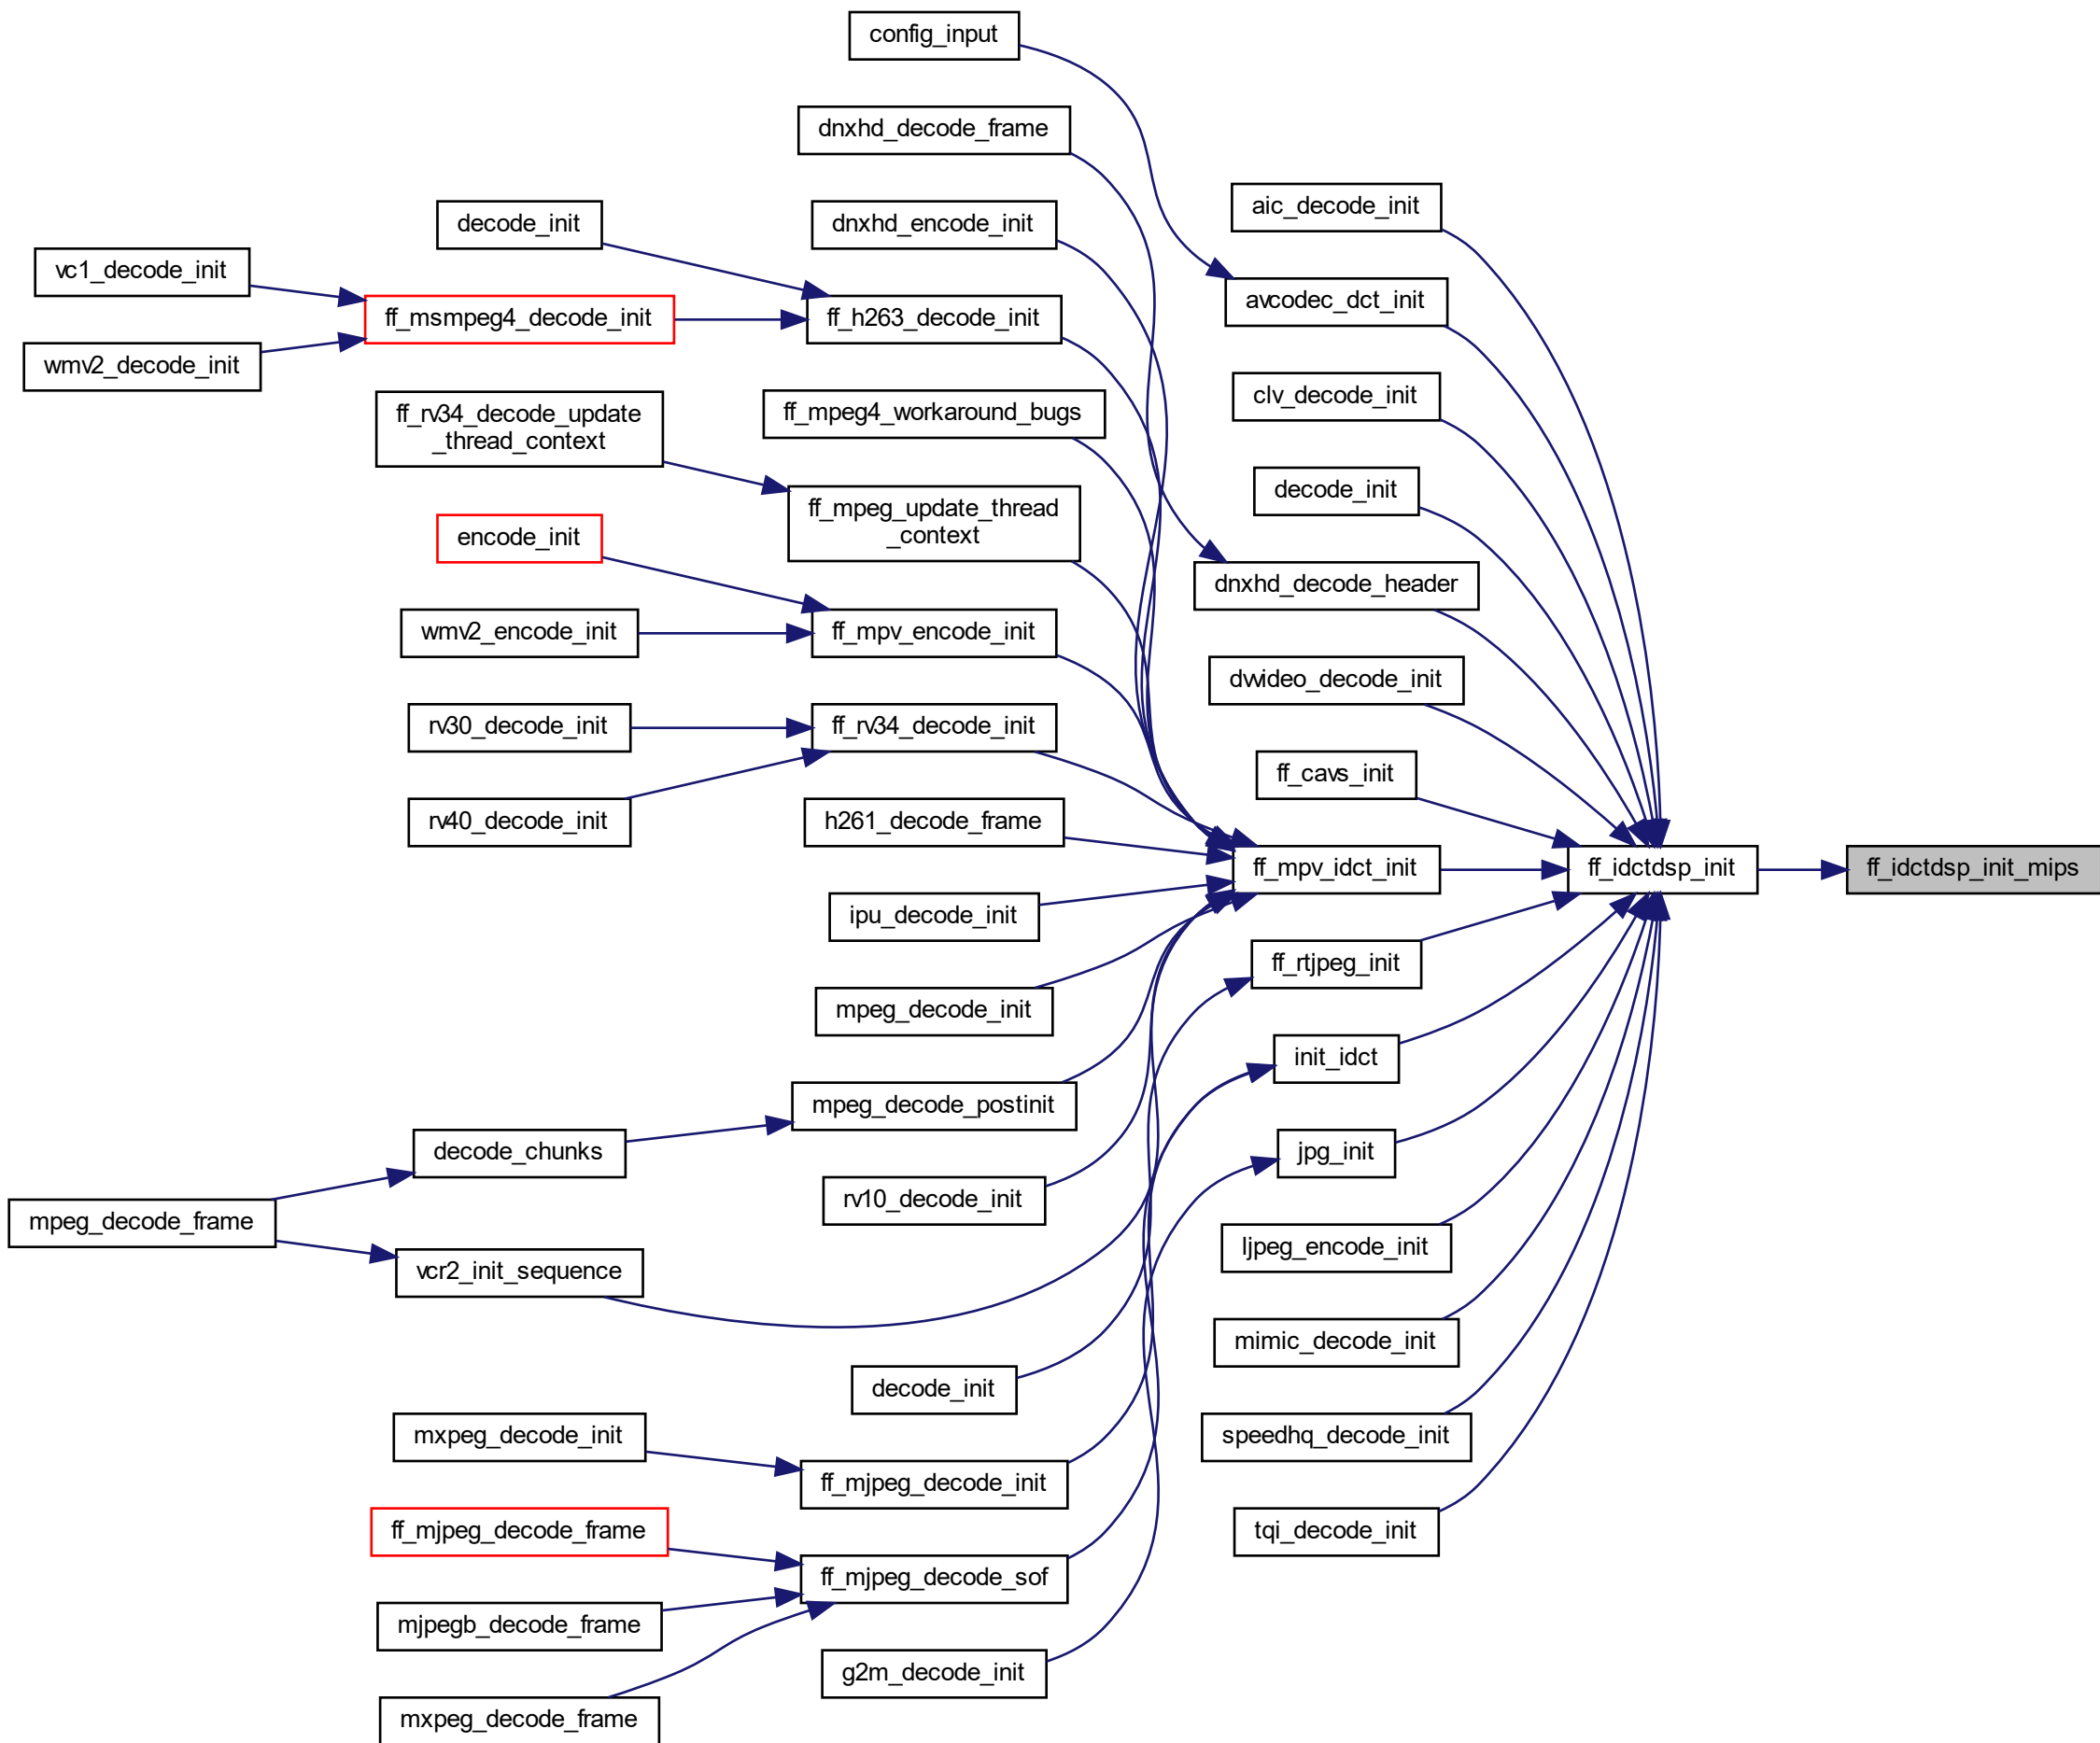 config_input
dnxhd_decode_frame
aic_decode_init
decode_init
dnxhd_encode_init
vc1_decode_init
avcodec_dct_init
ff_msmpeg4_decode_init
ff_h263_decode_init
wmv2_decode_init
clv_decode_init
ff_rv34_decode_update
_thread_context
ff_mpeg4_workaround_bugs
decode_init
ff_mpeg_update_thread
_context
encode_init
dnxhd_decode_header
wmv2_encode_init
ff_mpv_encode_init
dvvideo_decode_init
rv30_decode_init
ff_rv34_decode_init
ff_cavs_init
rv40_decode_init
h261_decode_frame
ff_mpv_idct_init
ff_idctdsp_init
ff_idctdsp_init_mips
ipu_decode_init
ff_rtjpeg_init
mpeg_decode_init
init_idct
mpeg_decode_postinit
decode_chunks
jpg_init
rv10_decode_init
mpeg_decode_frame
ljpeg_encode_init
vcr2_init_sequence
mimic_decode_init
decode_init
mxpeg_decode_init
speedhq_decode_init
ff_mjpeg_decode_init
ff_mjpeg_decode_frame
tqi_decode_init
ff_mjpeg_decode_sof
mjpegb_decode_frame
g2m_decode_init
mxpeg_decode_frame